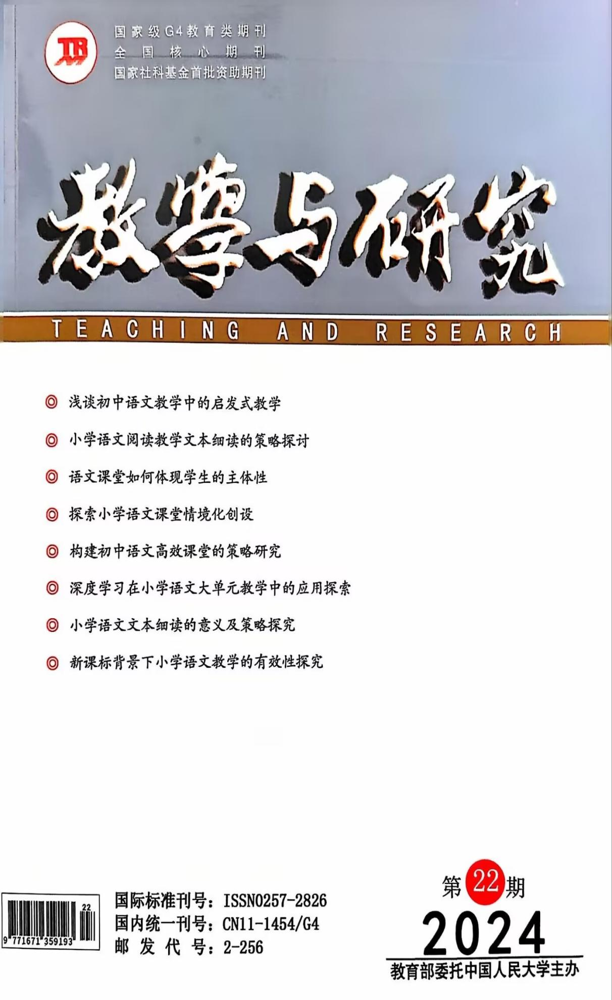 TR
国家级G4教育类期刊
全国核心期刊
国家社科基金首批资助期刊
教学与研究
TEACHING AND RESEARCH
◎ 浅谈初中语文教学中的启发式教学
◎ 小学语文阅读教学文本细读的策略探讨
◎ 语文课堂如何体现学生的主体性
◎ 探索小学语文课堂情境化创设
◎ 构建初中语文高效课堂的策略研究
◎ 深度学习在小学语文大单元教学中的应用探索
◎ 小学语文文本细读的意义及策略探究
◎ 新课标背景下小学语文教学的有效性探究
22
9 771671 359193
国际标准刊号：ISSN0257-2826
国内统一刊号：CN11-1454/G4
邮发代号：2-256
第22期
2024
教育部委托中国人民大学主办